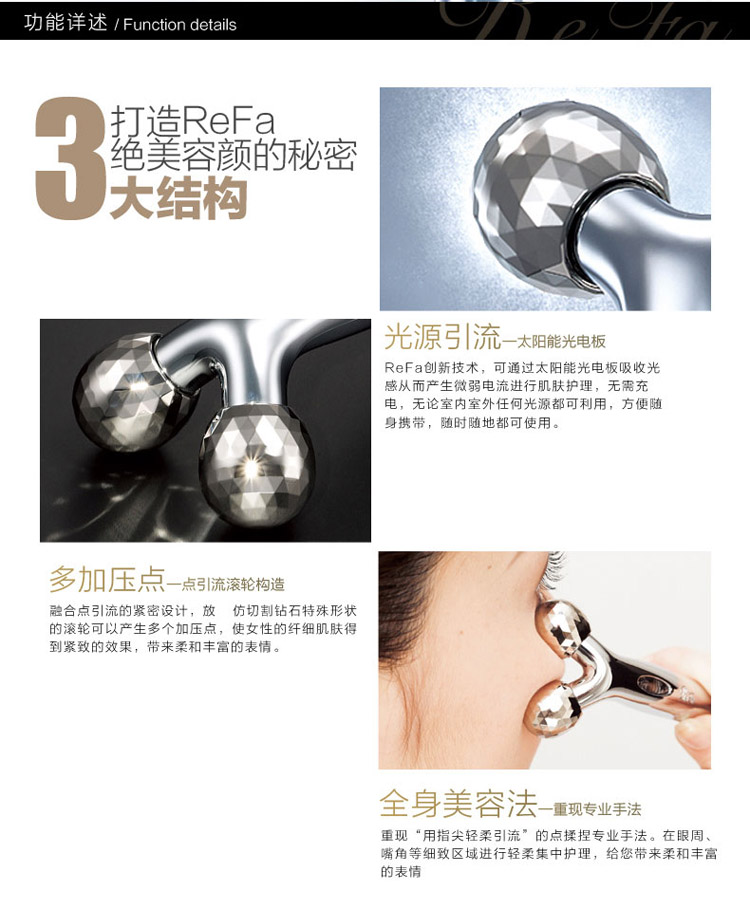 功能详述 / Function details
ReFa
3
打造ReFa
绝美容颜的秘密
大结构
光源引流—太阳能光电板
ReFa创新技术，可通过太阳能光电板吸收光
感从而产生微弱电流进行肌肤护理，无需充
电，无论室内室外任何光源都可利用，方便随
身携带，随时随地都可使用。
多加压点—点引流滚轮构造
融合点引流的紧密设计，放 仿切割钻石特殊形状
的滚轮可以产生多个加压点，使女性的纤细肌肤得
到紧致的效果，带来柔和丰富的表情。
全身美容法—重现专业手法
重现“用指尖轻柔引流”的点揉捏专业手法。在眼周、
嘴角等细致区域进行轻柔集中护理，给您带来柔和丰富
的表情